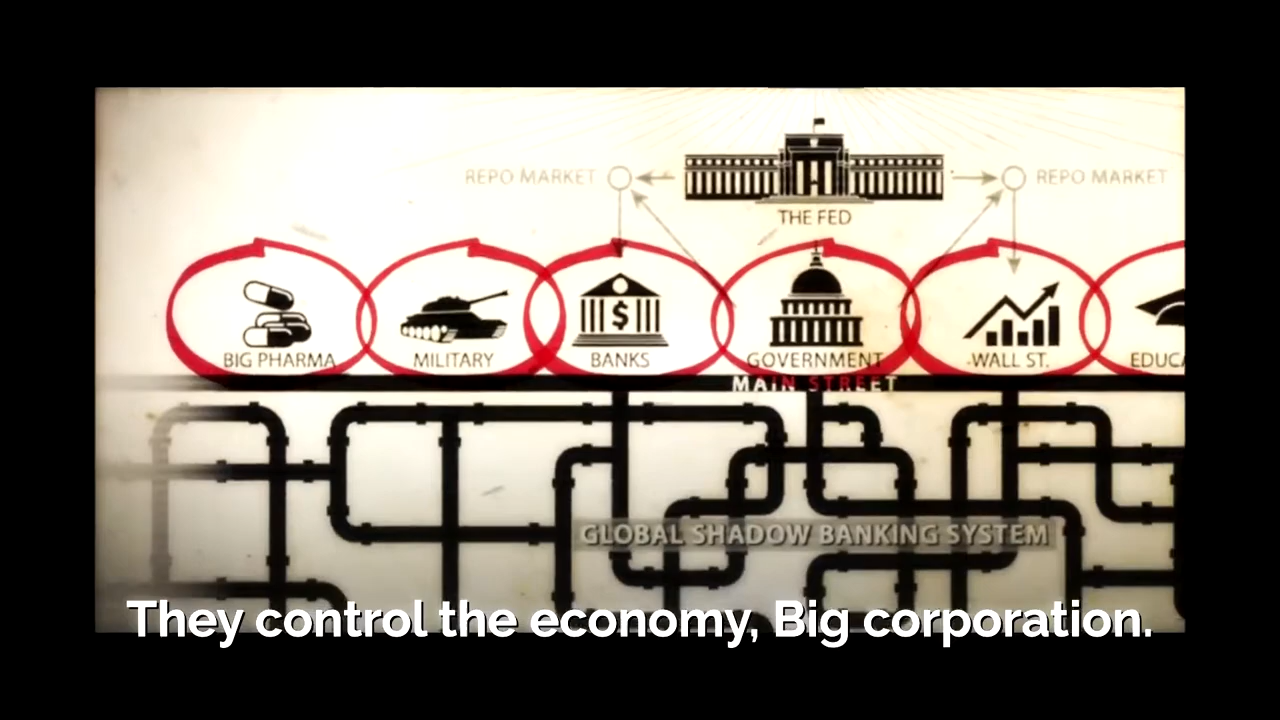 REPO MARKET
REPO MARKET
THE FED
BIG PHARMA
MILITARY
BANKS
GOVERNMENT
WALL ST.
MAIN STREET
GLOBAL SHADOW BANKING SYSTEM
They control the economy, Big corporation.